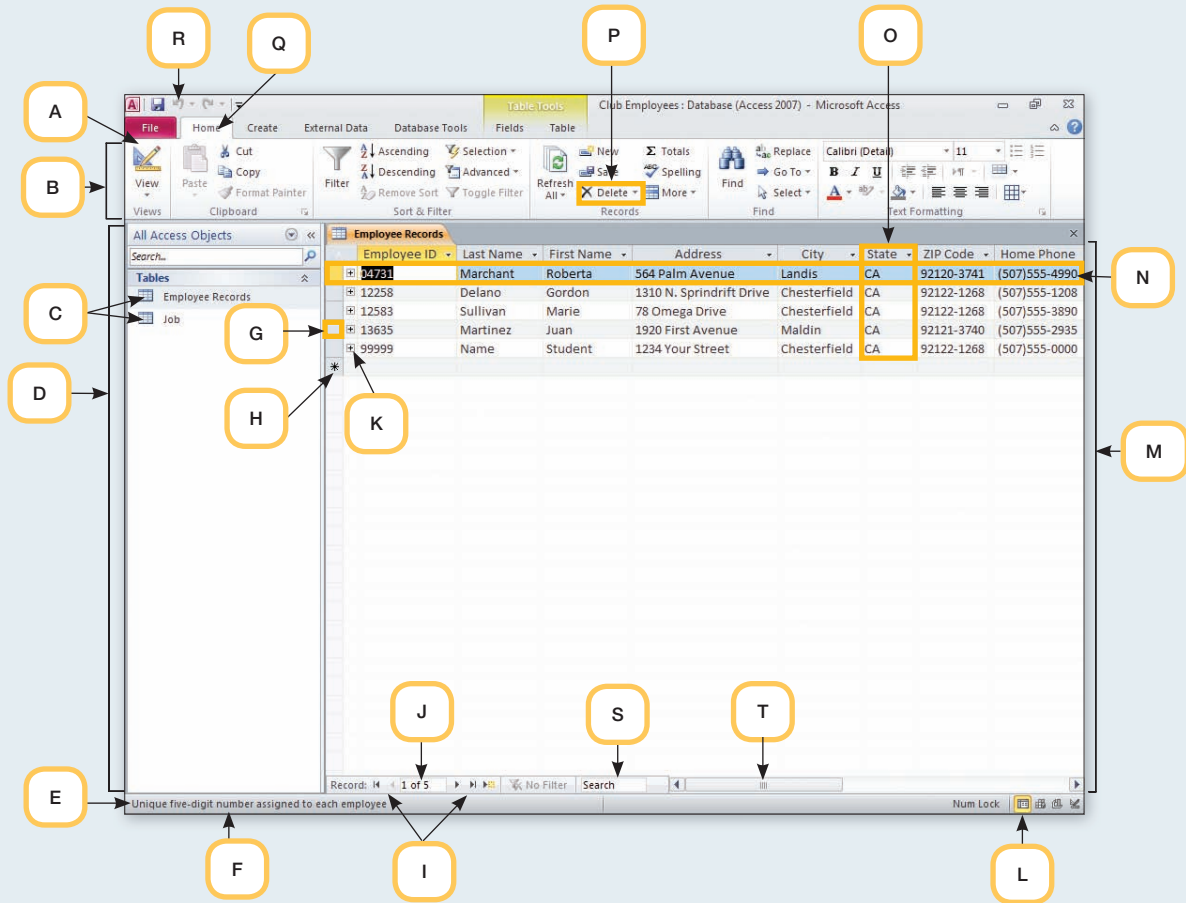 R
Q
P
O
A
Table Tools
Club Employees : Database (Access 2007) - Microsoft Access
File Home Create External Data Database Tools Fields Table
B
View
Views
Paste
Cut
Copy
Format Painter
Clipboard
Filter
Ascending
Descending
Remove Sort
Selection
Advanced
Toggle Filter
Sort & Filter
Refresh All
New
Save
Delete
Σ Totals
Spelling
More
Records
Find
Replace
Go To
Select
Find
Calibri (Detail) 11
B I U
A
Text Formatting
All Access Objects
Search...
Tables
Employee Records
Job
C
D
Employee Records
Employee ID Last Name First Name Address City State ZIP Code Home Phone
04731 Marchant Roberta 564 Palm Avenue Landis CA 92120-3741 (507)555-4990
12258 Delano Gordon 1310 N. Sprindrift Drive Chesterfield CA 92122-1268 (507)555-1208
12583 Sullivan Marie 78 Omega Drive Chesterfield CA 92122-1268 (507)555-3890
13635 Martinez Juan 1920 First Avenue Maldin CA 92121-3740 (507)555-2935
99999 Name Student 1234 Your Street Chesterfield CA 92122-1268 (507)555-0000
N
G
H
K
M
J
S
T
Record: 1 of 5 No Filter Search
E
Unique five-digit number assigned to each employee
Num Lock
F
I
L